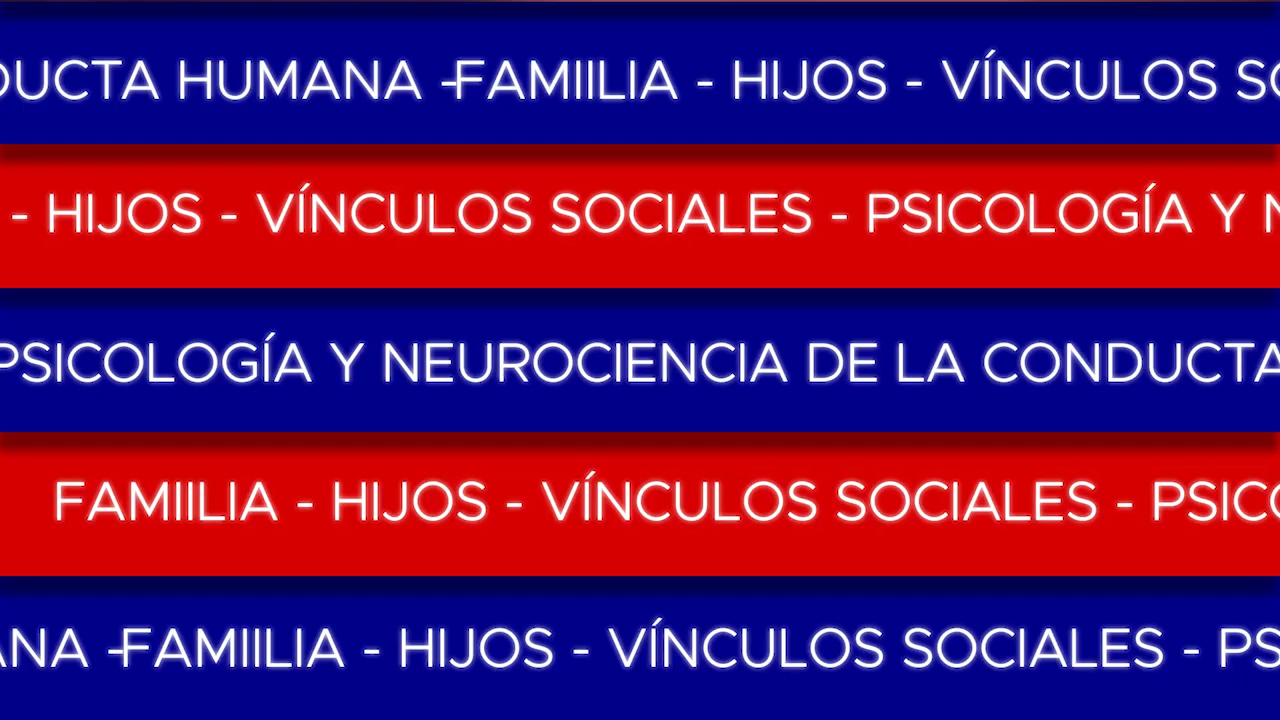 DUCTA HUMANA -FAMIILIA - HIJOS - VÍNCULOS SO
- HIJOS - VÍNCULOS SOCIALES - PSICOLOGÍA Y N
PSICOLOGÍA Y NEUROCIENCIA DE LA CONDUCTA
FAMIILIA - HIJOS - VÍNCULOS SOCIALES - PSICO
ANA -FAMIILIA - HIJOS - VÍNCULOS SOCIALES - PS